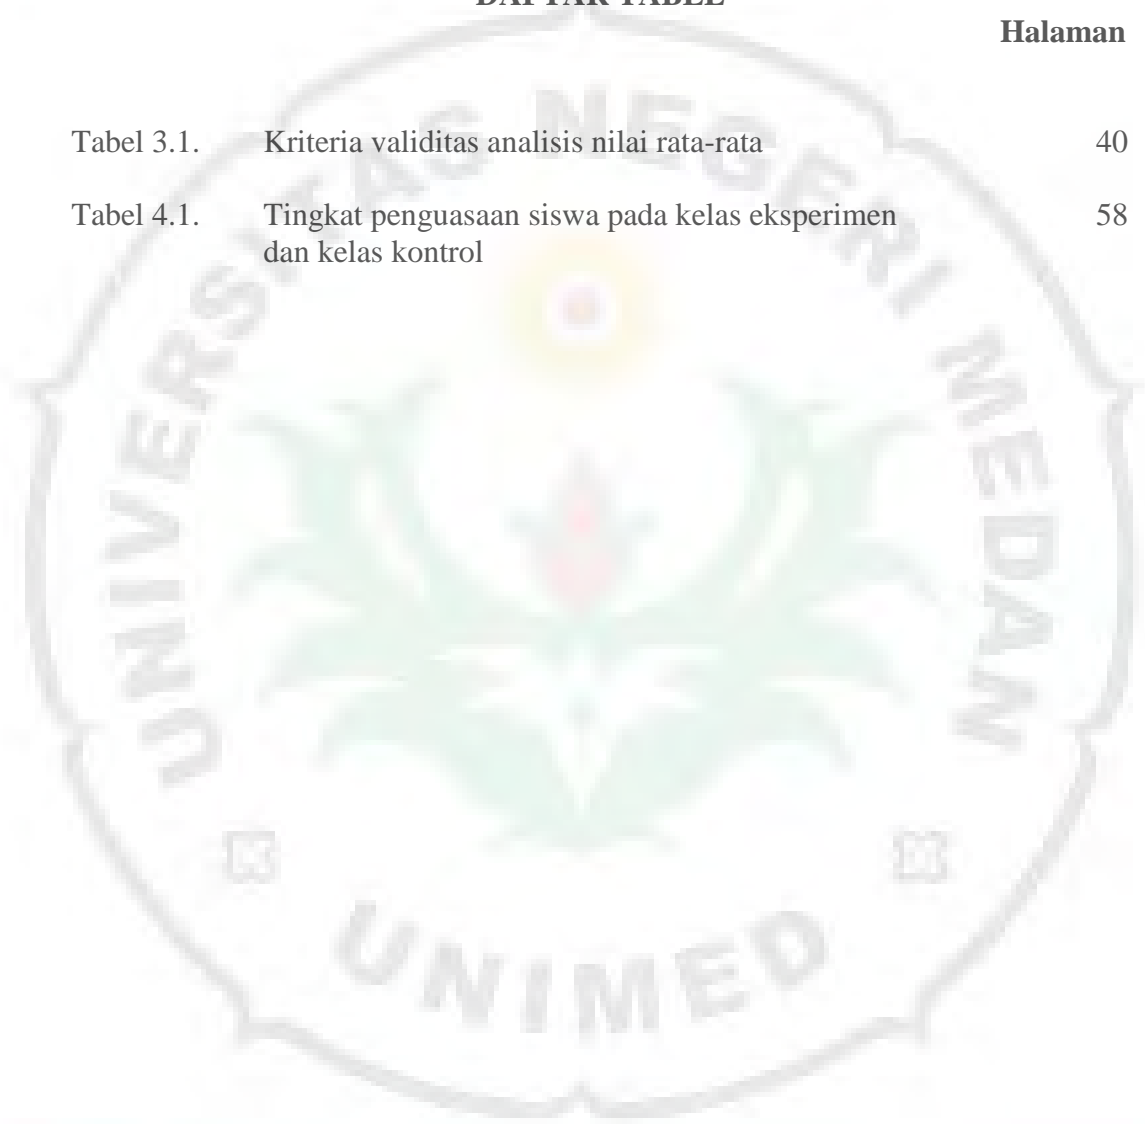 DAFTAR TABEL
Halaman
Tabel 3.1. Kriteria validitas analisis nilai rata-rata 40
Tabel 4.1. Tingkat penguasaan siswa pada kelas eksperimen 58
dan kelas kontrol
UNIVERSITAS NEGERI MEDAN
UNIMED